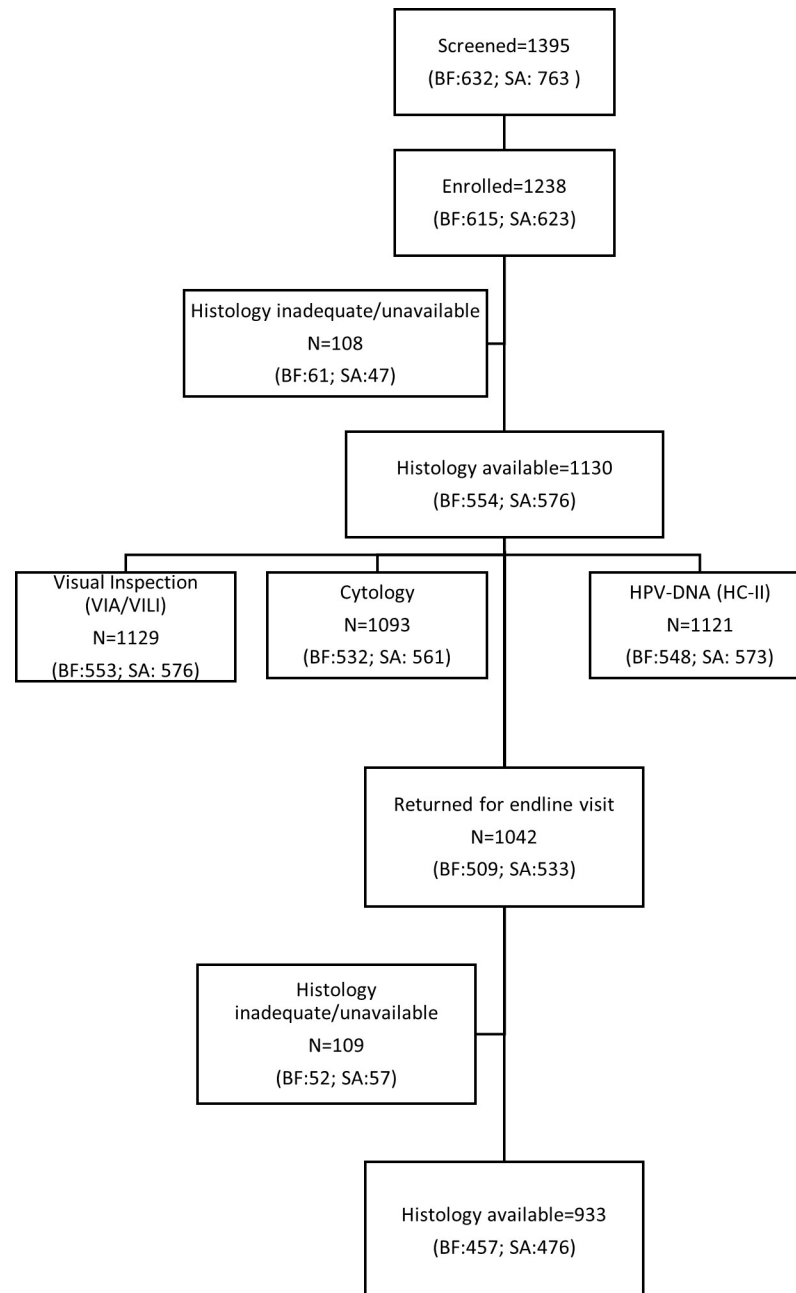 Screened=1395
(BF:632; SA: 763 )
Enrolled=1238
(BF:615; SA:623)
Histology inadequate/unavailable
N=108
(BF:61; SA:47)
Histology available=1130
(BF:554; SA:576)
Visual Inspection
(VIA/VILI)
N=1129
(BF:553; SA: 576)
Cytology
N=1093
(BF:532; SA: 561)
HPV-DNA (HC-II)
N=1121
(BF:548; SA: 573)
Returned for endline visit
N=1042
(BF:509; SA:533)
Histology
inadequate/unavailable
N=109
(BF:52; SA:57)
Histology available=933
(BF:457; SA:476)